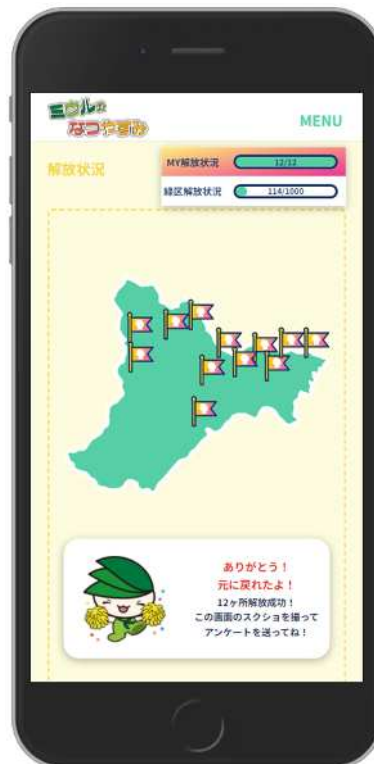 ミウルの
なつやすみ
MENU
解放状況
MY解放状況 12/12
緑区解放状況 114/1000
ありがとう！
元に戻れたよ！
12ヶ所解放成功！
この画面のスクショを撮って
アンケートを送ってね！